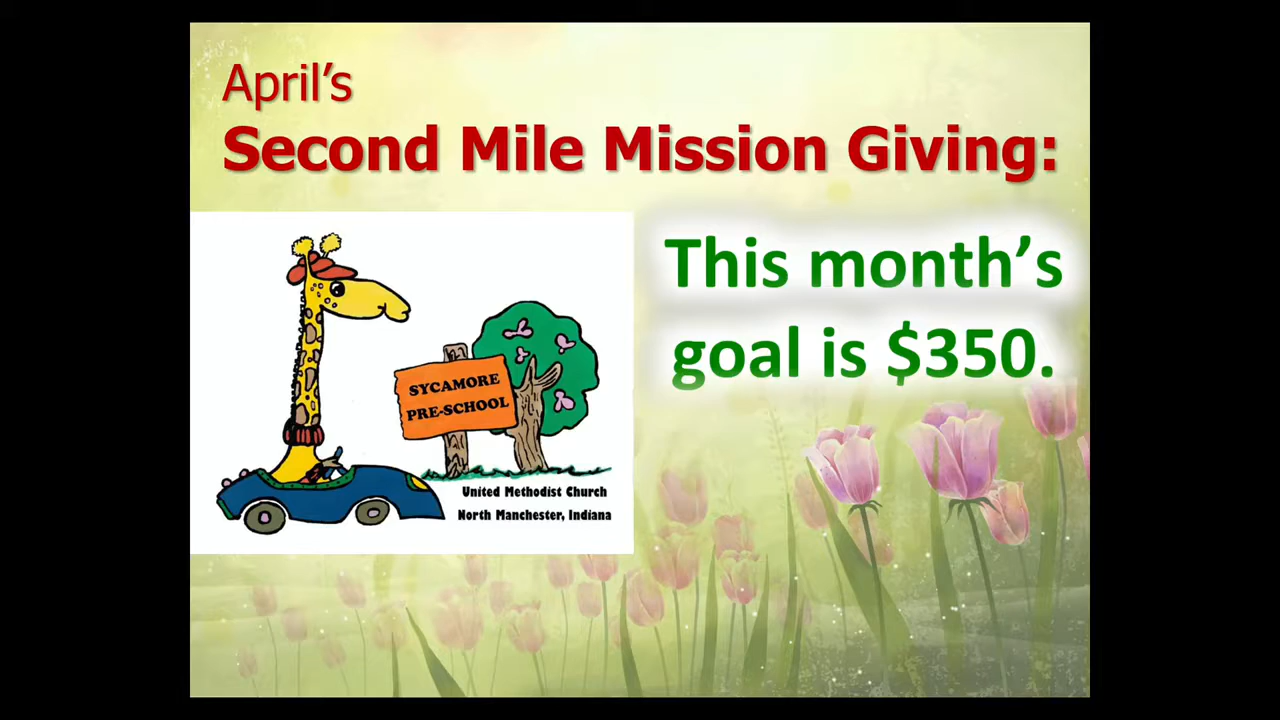 April’s
Second Mile Mission Giving:
This month’s
goal is $350.
SYCAMORE
PRE-SCHOOL
United Methodist Church
North Manchester, Indiana